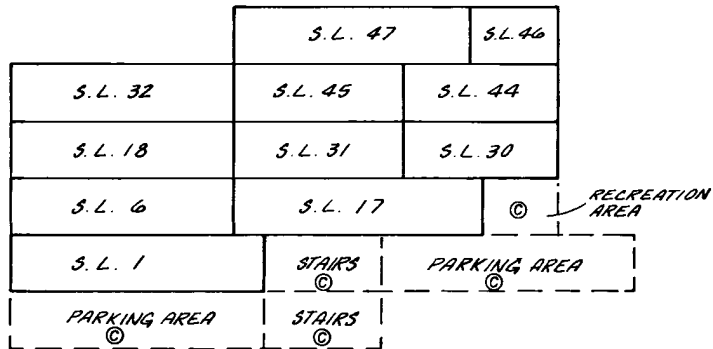 S.L. 47
S.L. 46
S.L. 32
S.L. 45
S.L. 44
S.L. 18
S.L. 31
S.L. 30
S.L. 6
S.L. 17
©
RECREATION
AREA
S.L. 1
STAIRS
©
PARKING AREA
©
PARKING AREA
©
STAIRS
©